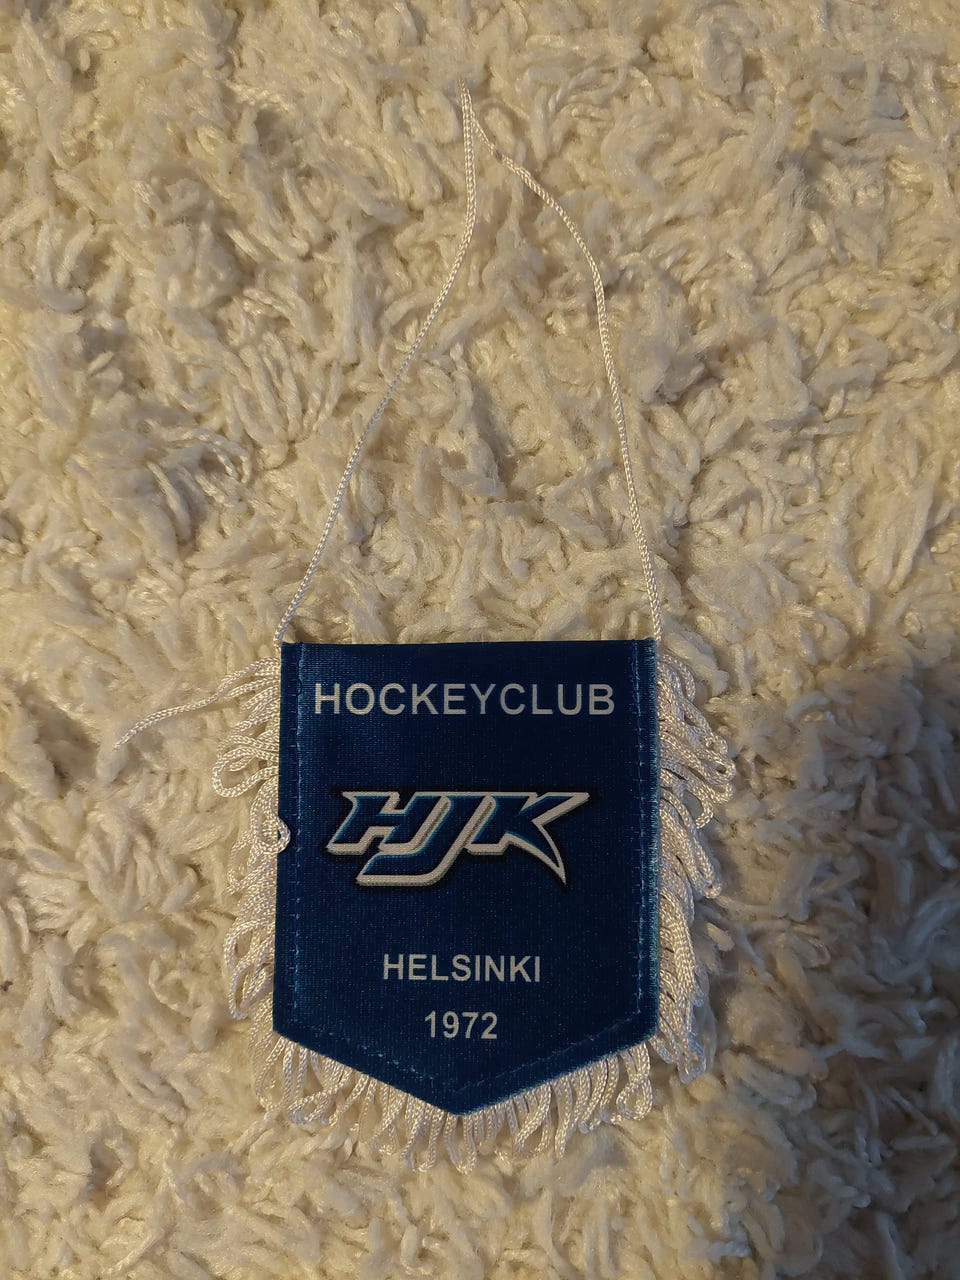 HOCKEYCLUB
HJK
HELSINKI
1972